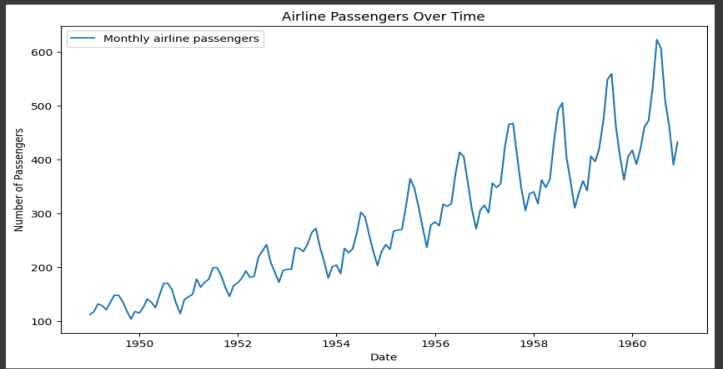 Airline Passengers Over Time
Monthly airline passengers
Number of Passengers
600
500
400
300
200
100
1950 1952 1954 1956 1958 1960
Date